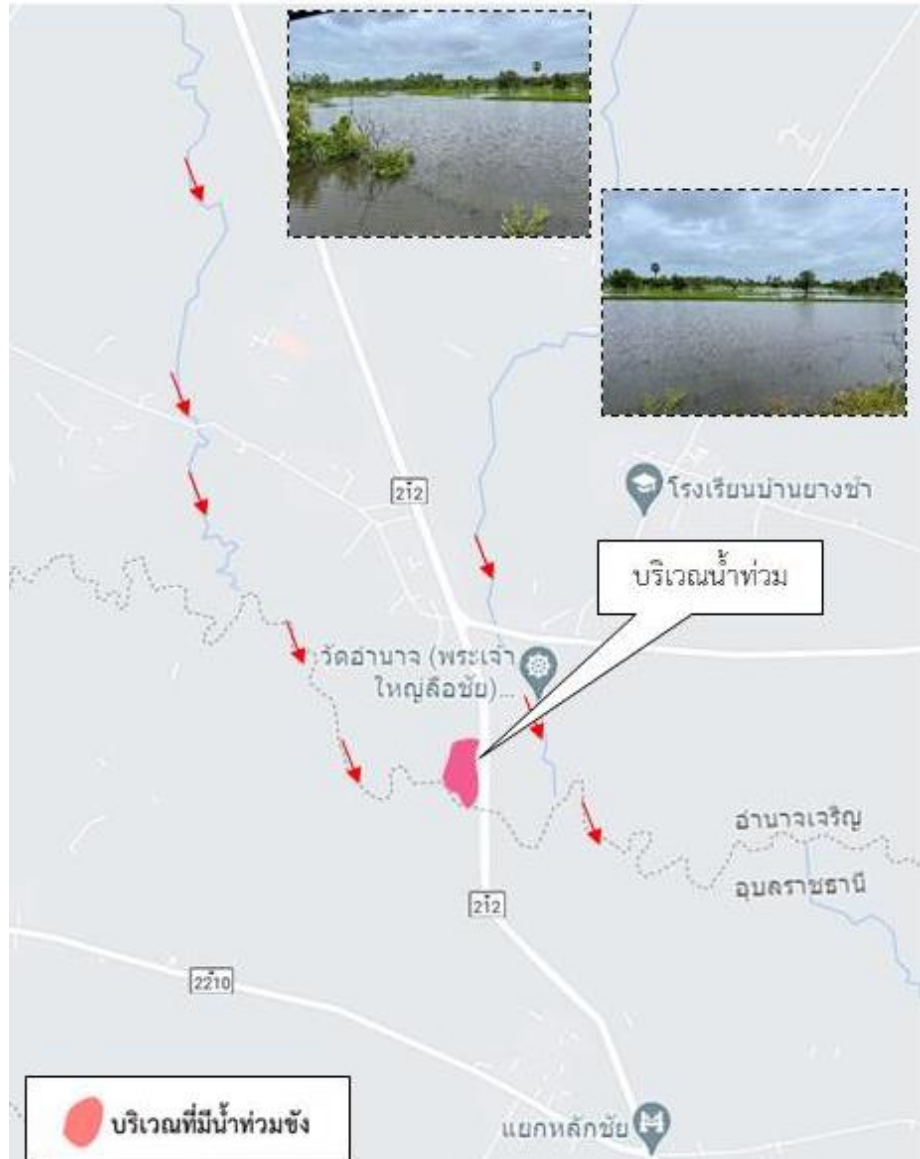 212
โรงเรียนบ้านยางช้า
บริเวณน้ำท่วม
วัดอำนาจ (พระเจ้า
ใหญ่ลือชัย)...
อำนาจเจริญ
อุบลราชธานี
212
2210
บริเวณที่มีน้ำท่วมขัง
แยกหลักชัย